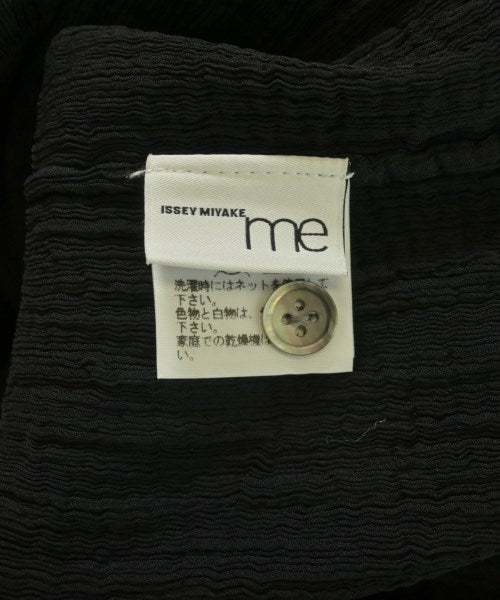 ISSEY MIYAKE me
洗濯時にはネットを使用して
下さい。
色物と白物は、
下さい。
家庭での乾燥機は
い。